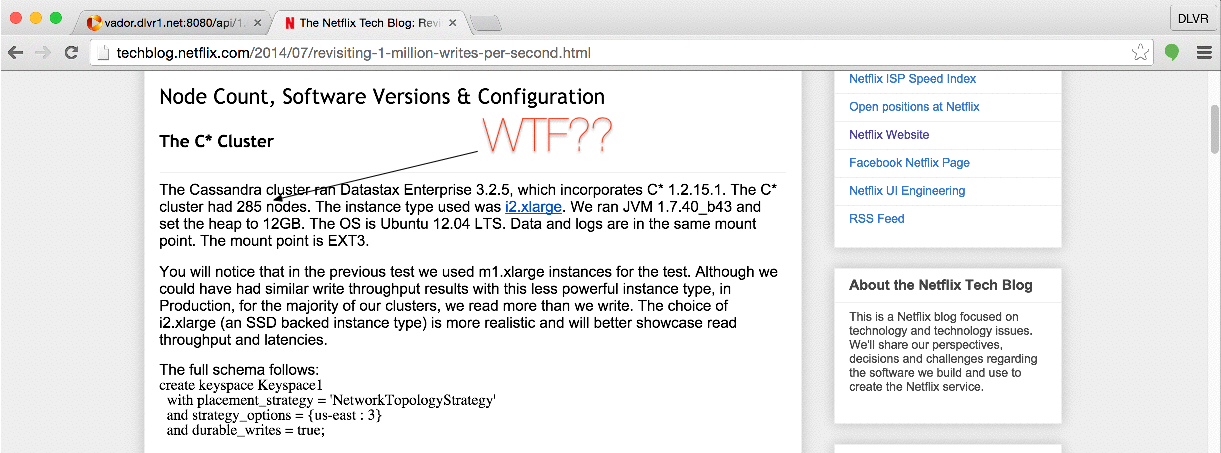 vador.dlvr1.net:8080/api/1.
The Netflix Tech Blog: Revi
DLVR
techblog.netflix.com/2014/07/revisiting-1-million-writes-per-second.html
Node Count, Software Versions & Configuration
WTF??
The C* Cluster
The Cassandra cluster ran Datastax Enterprise 3.2.5, which incorporates C* 1.2.15.1. The C*
cluster had 285 nodes. The instance type used was i2.xlarge. We ran JVM 1.7.40_b43 and
set the heap to 12GB. The OS is Ubuntu 12.04 LTS. Data and logs are in the same mount
point. The mount point is EXT3.
You will notice that in the previous test we used m1.xlarge instances for the test. Although we
could have had similar write throughput results with this less powerful instance type, in
Production, for the majority of our clusters, we read more than we write. The choice of
i2.xlarge (an SSD backed instance type) is more realistic and will better showcase read
throughput and latencies.
The full schema follows:
create keyspace Keyspace1
with placement_strategy = 'NetworkTopologyStrategy'
and strategy_options = {us-east : 3}
and durable_writes = true;
Netflix ISP Speed Index
Open positions at Netflix
Netflix Website
Facebook Netflix Page
Netflix UI Engineering
RSS Feed
About the Netflix Tech Blog
This is a Netflix blog focused on
technology and technology issues.
We'll share our perspectives,
decisions and challenges regarding
the software we build and use to
create the Netflix service.